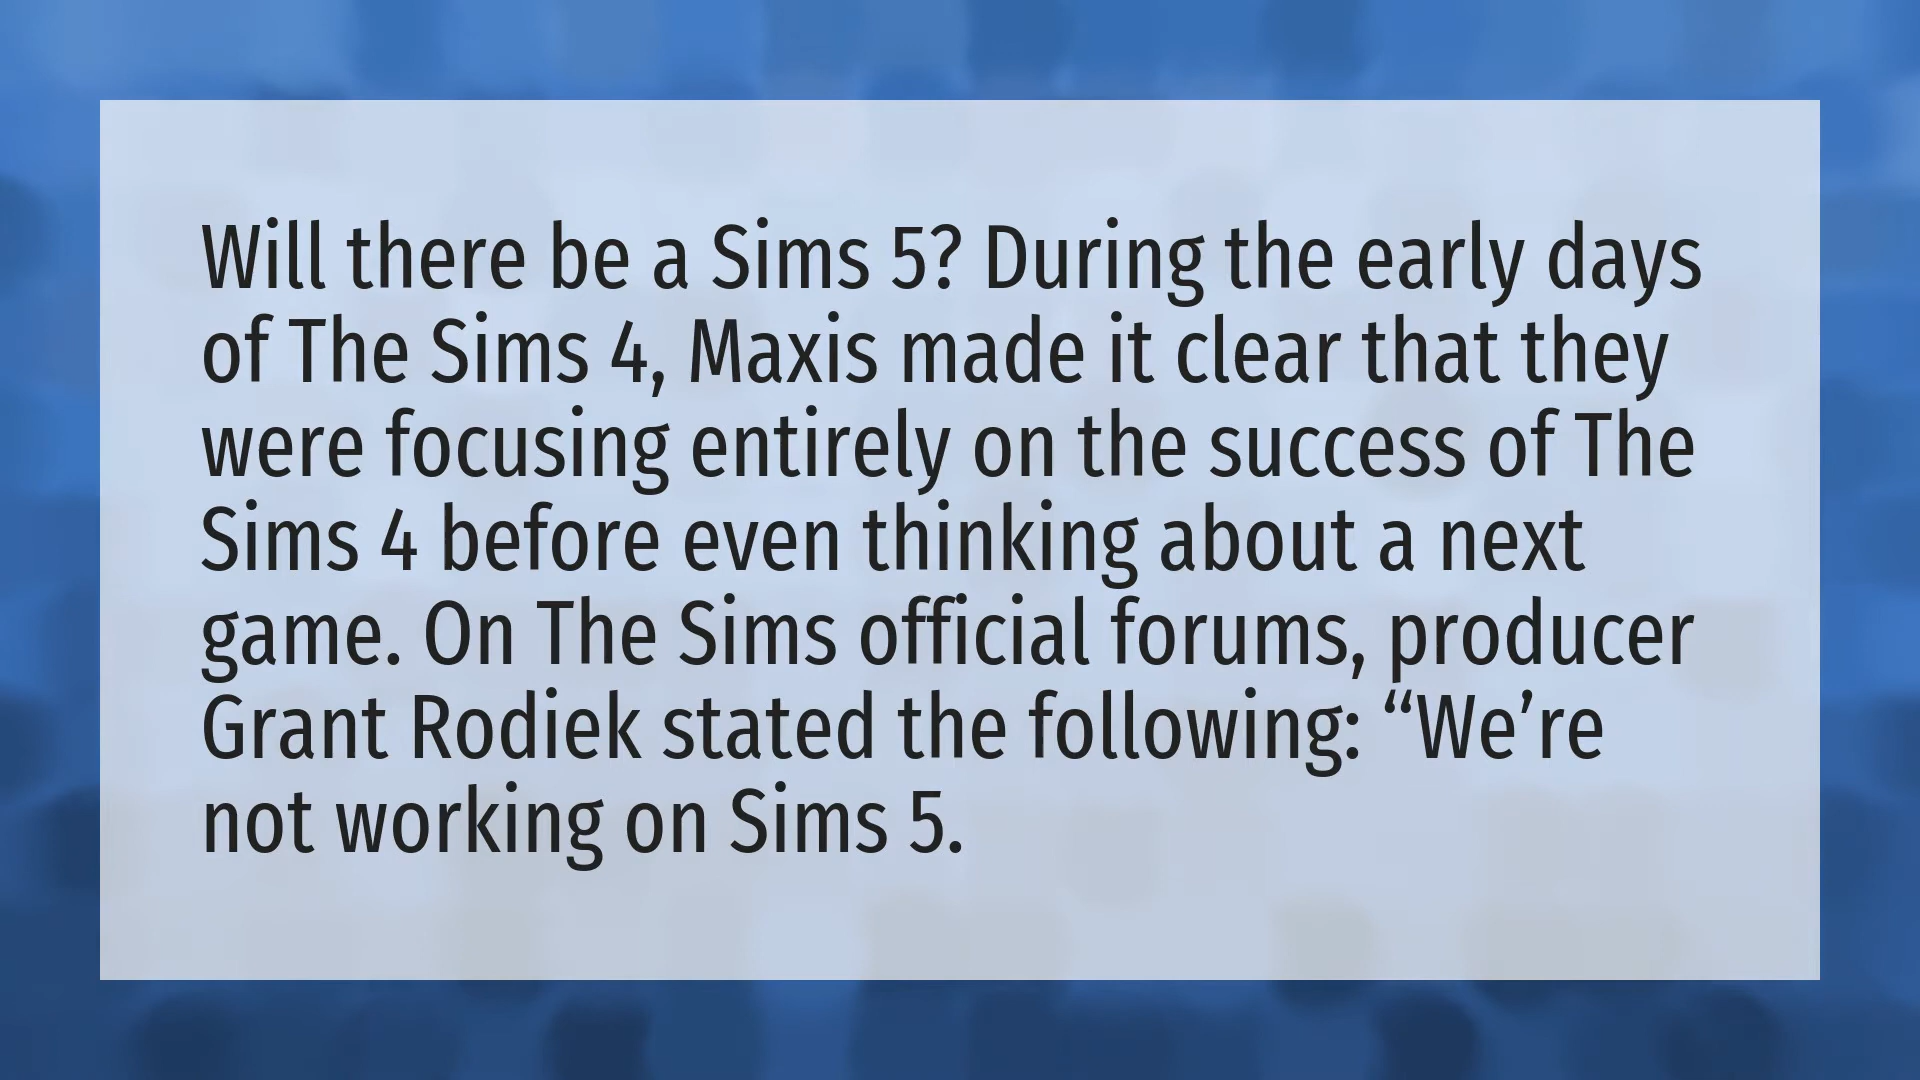 Will there be a Sims 5? During the early days
of The Sims 4, Maxis made it clear that they
were focusing entirely on the success of The
Sims 4 before even thinking about a next
game. On The Sims official forums, producer
Grant Rodiek stated the following: “We’re
not working on Sims 5.